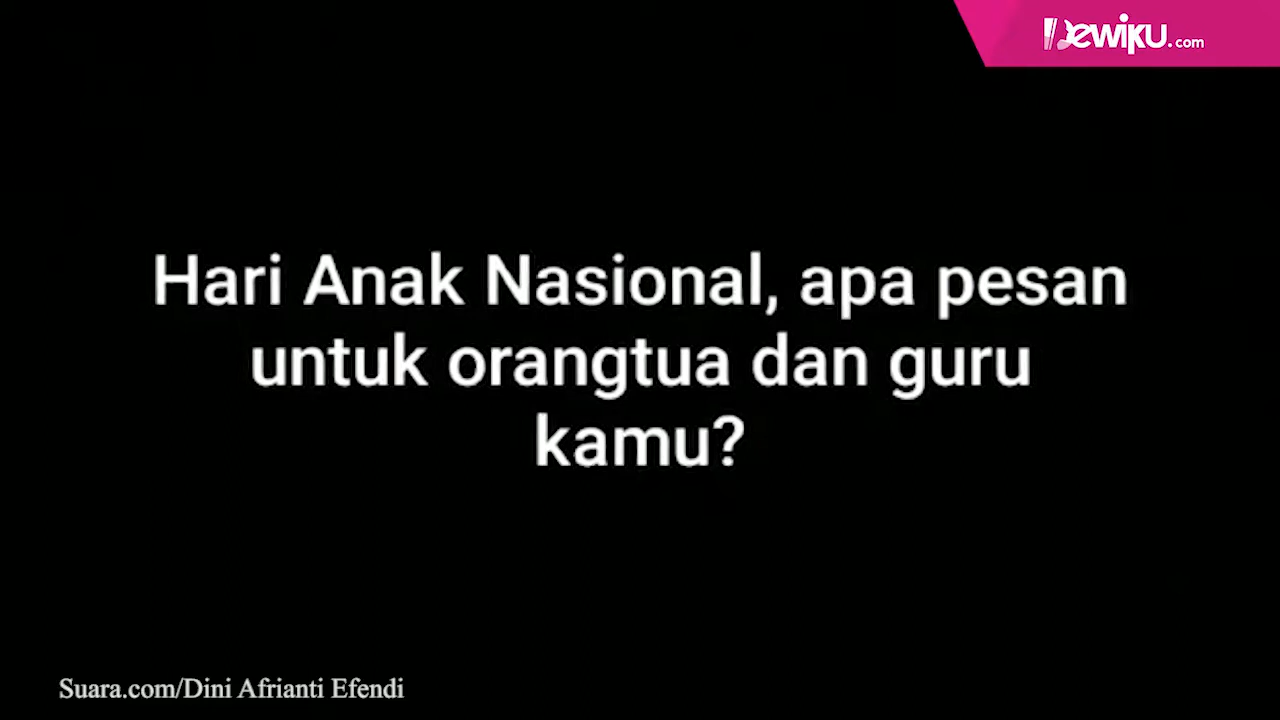 Dewiku.com
Hari Anak Nasional, apa pesan
untuk orangtua dan guru
kamu?
Suara.com/Dini Afrianti Efendi